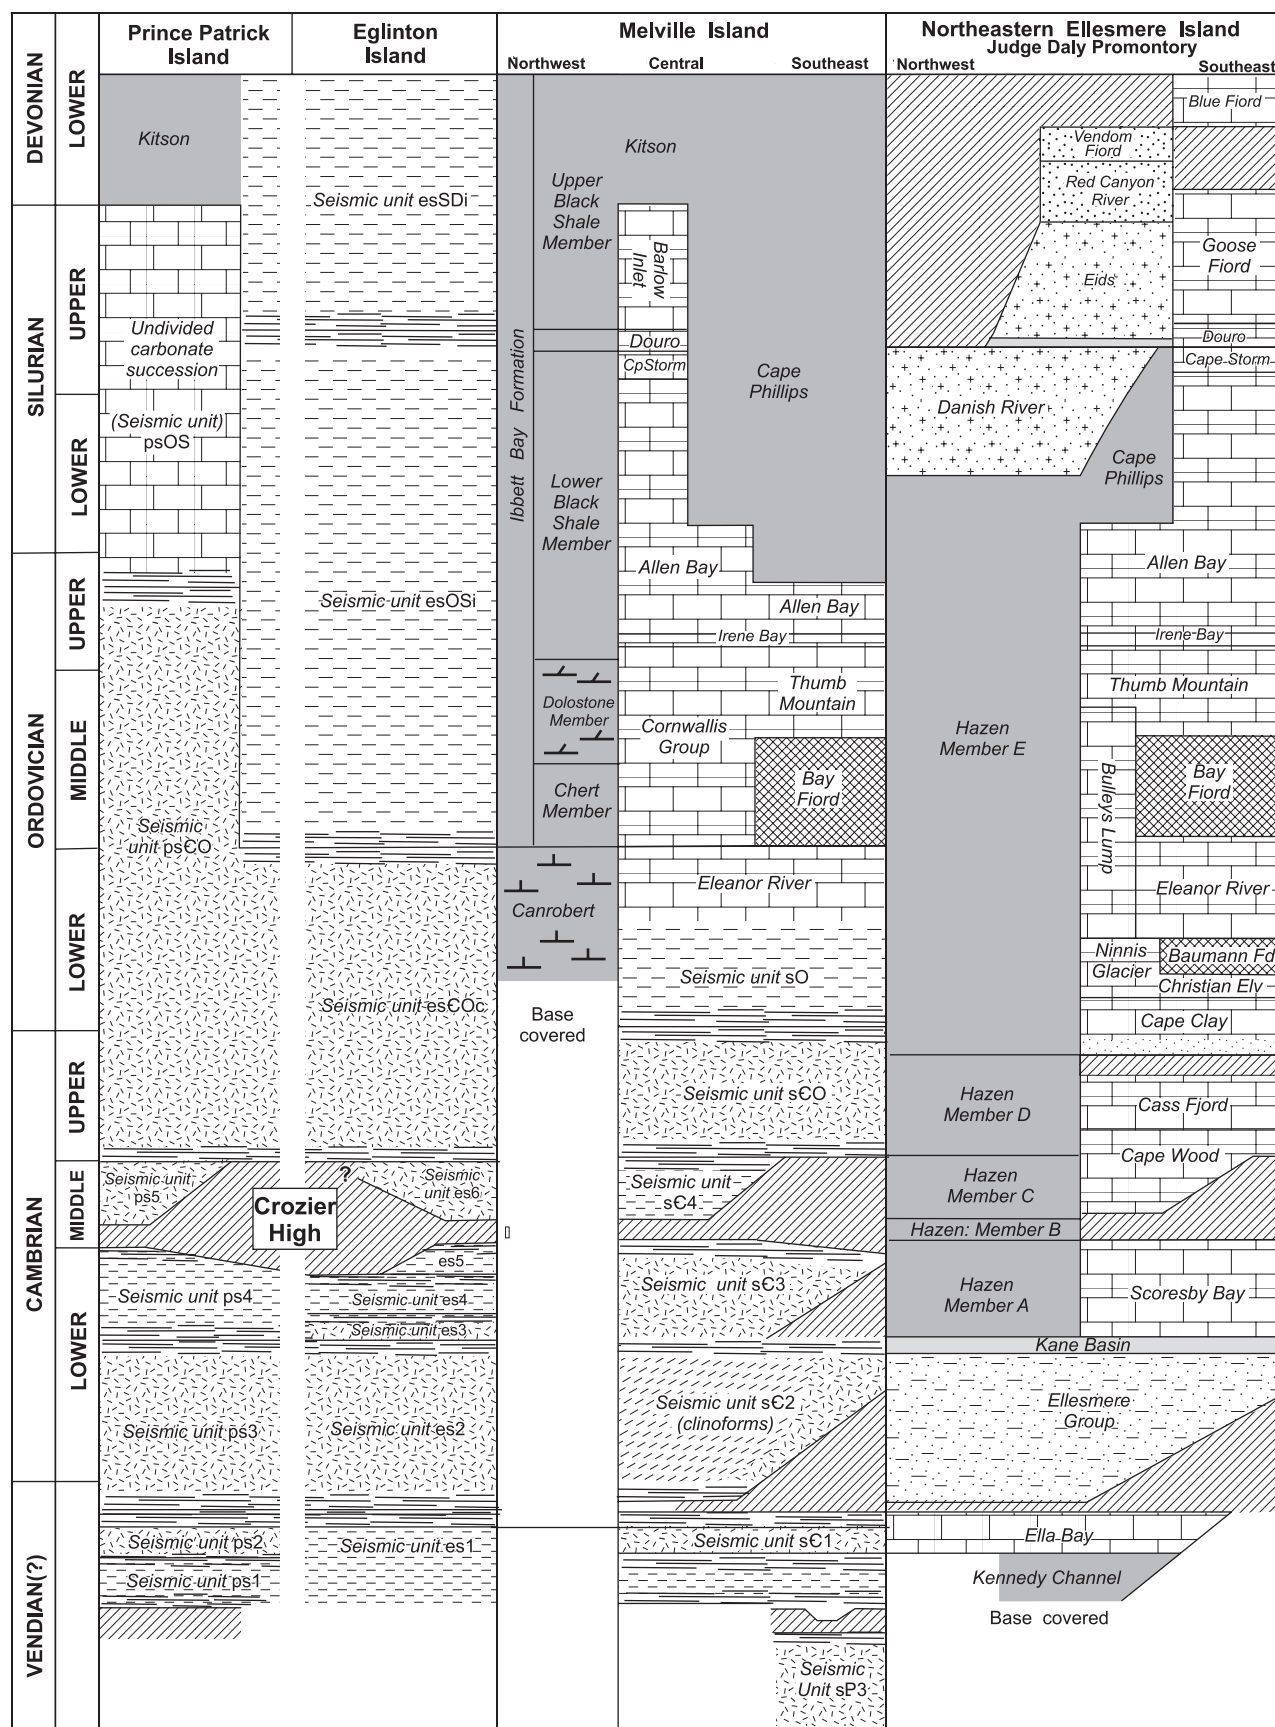 Prince Patrick
Island
Eglinton
Island
Melville Island
Northwest
Central
Southeast
Northeastern Ellesmere Island
Judge Daly Promontory
Northwest
Southeast
DEVONIAN
LOWER
SILURIAN
UPPER
LOWER
ORDOVICIAN
UPPER
MIDDLE
LOWER
CAMBRIAN
UPPER
MIDDLE
LOWER
VENDIAN(?)
Kitson
Undivided
carbonate
succession
(Seismic unit)
psOS
Seismic
unit psЄO
Seismic unit
ps5
Crozier
High
?
Seismic unit ps4
Seismic unit ps3
Seismic unit ps2
Seismic unit ps1
Seismic unit esSDi
Seismic unit esOSi
Seismic unit esЄOc
Seismic
unit es6
es5
Seismic unit es4
Seismic unit es3
Seismic unit es2
Seismic unit es1
Ibbett Bay Formation
Upper
Black
Shale
Member
Lower
Black
Shale
Member
Dolostone
Member
Chert
Member
Canrobert
Base
covered
Kitson
Barlow
Inlet
Douro
CpStorm
Cape
Phillips
Allen Bay
Allen Bay
Irene Bay
Thumb
Mountain
Cornwallis
Group
Bay
Fiord
Eleanor River
Seismic unit sO
Seismic unit sЄO
Seismic unit
sЄ4
Seismic unit sЄ3
Seismic unit sЄ2
(clinoforms)
Seismic unit sЄ1
Seismic
Unit sP3
Blue Fiord
Vendom
Fiord
Red Canyon
River
Eids
Goose
Fiord
Douro
Cape Storm
Danish River
Cape
Phillips
Allen Bay
Irene Bay
Thumb Mountain
Hazen
Member E
Bulleys Lump
Bay
Fiord
Eleanor River
Ninnis
Glacier
Baumann Fd
Christian Elv
Cape Clay
Hazen
Member D
Cass Fjord
Cape Wood
Hazen
Member C
Hazen: Member B
Hazen
Member A
Scoresby Bay
Kane Basin
Ellesmere
Group
Ella Bay
Kennedy Channel
Base covered